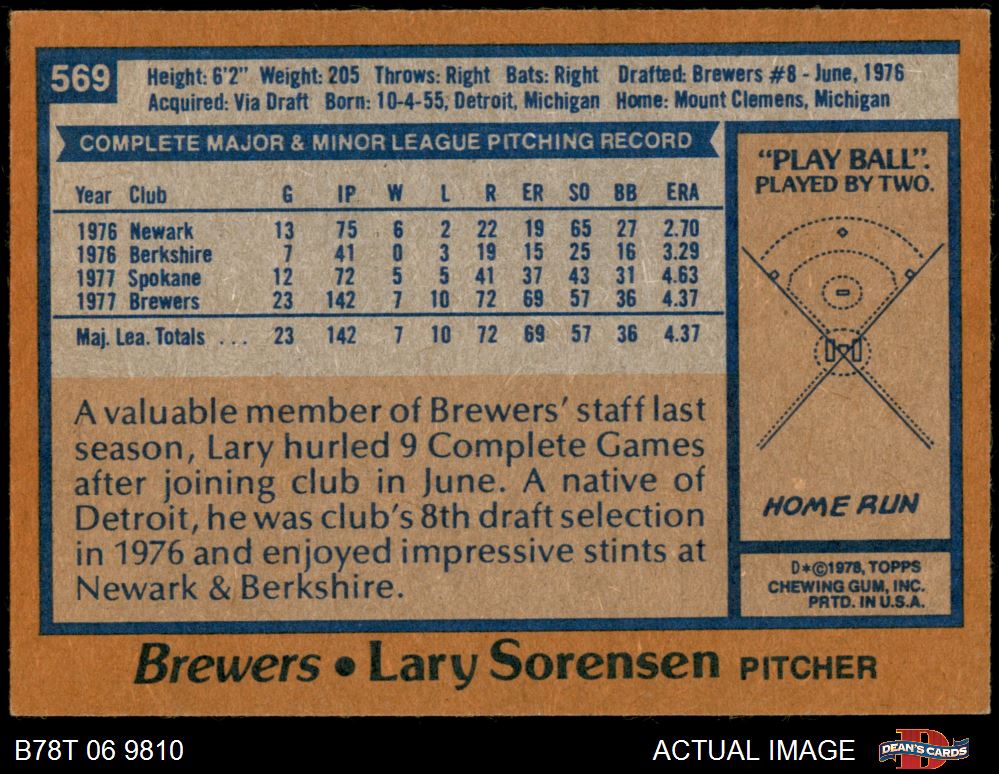 569
Height: 6'2" Weight: 205 Throws: Right Bats: Right Drafted: Brewers #8 - June, 1976
Acquired: Via Draft Born: 10-4-55, Detroit, Michigan Home: Mount Clemens, Michigan
COMPLETE MAJOR & MINOR LEAGUE PITCHING RECORD
Year Club G IP W L R ER SO BB ERA
1976 Newark 13 75 6 2 22 19 65 27 2.70
1976 Berkshire 7 41 0 3 19 15 25 16 3.29
1977 Spokane 12 72 5 5 41 37 43 31 4.63
1977 Brewers 23 142 7 10 72 69 57 36 4.37
Maj. Lea. Totals ... 23 142 7 10 72 69 57 36 4.37
A valuable member of Brewers' staff last
season, Lary hurled 9 Complete Games
after joining club in June. A native of
Detroit, he was club's 8th draft selection
in 1976 and enjoyed impressive stints at
Newark & Berkshire.
"PLAY BALL".
PLAYED BY TWO.
HOME RUN
D*©1978, TOPPS
CHEWING GUM, INC.
PRTD. IN U.S.A.
Brewers • Lary Sorensen PITCHER
B78T 06 9810
ACTUAL IMAGE
DEAN'S CARDS